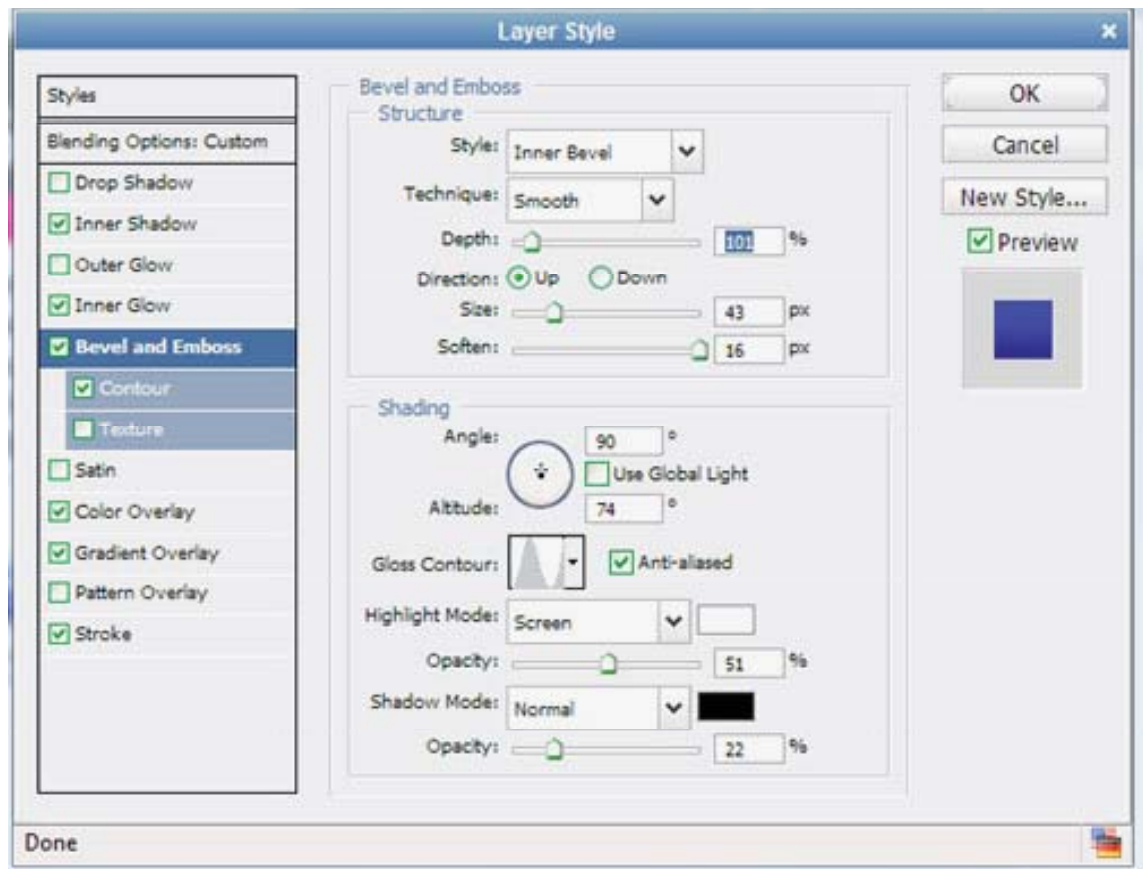 Layer Style
Styles
Blending Options: Custom
Drop Shadow
Inner Shadow
Outer Glow
Inner Glow
Bevel and Emboss
Contour
Texture
Satin
Color Overlay
Gradient Overlay
Pattern Overlay
Stroke
Bevel and Emboss
Structure
Style: Inner Bevel
Technique: Smooth
Depth: 101 %
Direction: Up Down
Size: 43 px
Soften: 16 px
Shading
Angle: 90 °
Use Global Light
Altitude: 74 °
Gloss Contour: Anti-aliased
Highlight Mode: Screen
Opacity: 51 %
Shadow Mode: Normal
Opacity: 22 %
OK
Cancel
New Style...
Preview
Done